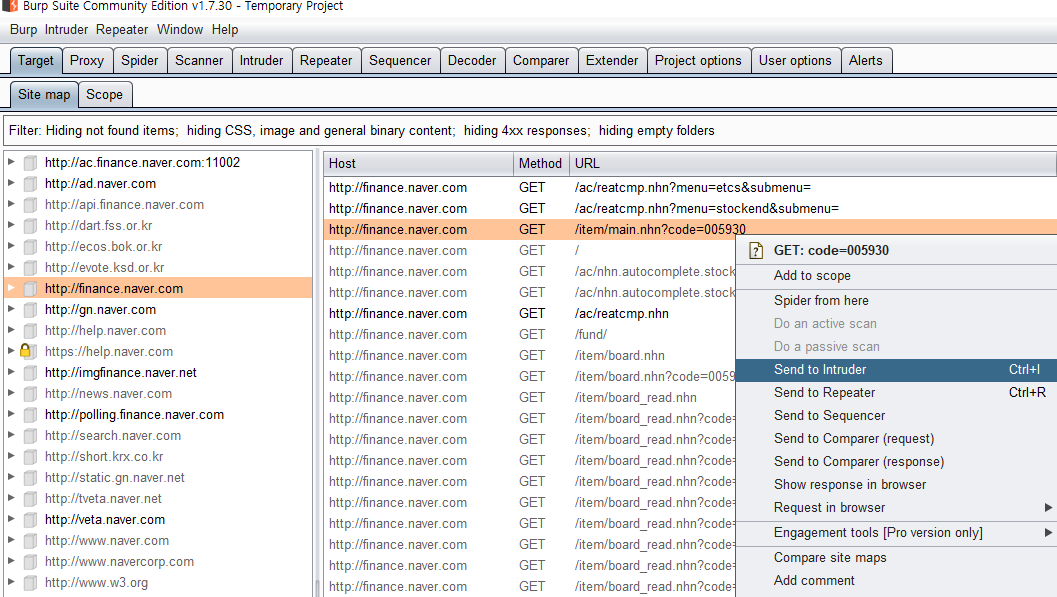 Burp Suite Community Edition v1.7.30 - Temporary Project
Burp Intruder Repeater Window Help
Target Proxy Spider Scanner Intruder Repeater Sequencer Decoder Comparer Extender Project options User options Alerts
Site map Scope
Filter: Hiding not found items; hiding CSS, image and general binary content; hiding 4xx responses; hiding empty folders
http://ac.finance.naver.com:11002
http://ad.naver.com
http://api.finance.naver.com
http://dart.fss.or.kr
http://ecos.bok.or.kr
http://evote.ksd.or.kr
http://finance.naver.com
http://gn.naver.com
http://help.naver.com
https://help.naver.com
http://imgfinance.naver.net
http://news.naver.com
http://polling.finance.naver.com
http://search.naver.com
http://short.krx.co.kr
http://static.gn.naver.net
http://tveta.naver.net
http://veta.naver.com
http://www.naver.com
http://www.navercorp.com
http://www.w3.org
Host Method URL
http://finance.naver.com GET /ac/reatcmp.nhn?menu=etcs&submenu=
http://finance.naver.com GET /ac/reatcmp.nhn?menu=stockend&submenu=
http://finance.naver.com GET /item/main.nhn?code=005930
http://finance.naver.com GET /
http://finance.naver.com GET /ac/nhn.autocomplete.stock
http://finance.naver.com GET /ac/nhn.autocomplete.stock
http://finance.naver.com GET /ac/reatcmp.nhn
http://finance.naver.com GET /fund/
http://finance.naver.com GET /item/board.nhn
http://finance.naver.com GET /item/board.nhn?code=0059
http://finance.naver.com GET /item/board_read.nhn
http://finance.naver.com GET /item/board_read.nhn?code=
http://finance.naver.com GET /item/board_read.nhn?code=
http://finance.naver.com GET /item/board_read.nhn?code=
http://finance.naver.com GET /item/board_read.nhn?code=
http://finance.naver.com GET /item/board_read.nhn?code=
http://finance.naver.com GET /item/board_read.nhn?code=
http://finance.naver.com GET /item/board_read.nhn?code=
http://finance.naver.com GET /item/board_read.nhn?code=
http://finance.naver.com GET /item/board_read.nhn?code=
GET: code=005930
Add to scope
Spider from here
Do an active scan
Do a passive scan
Send to Intruder Ctrl+I
Send to Repeater Ctrl+R
Send to Sequencer
Send to Comparer (request)
Send to Comparer (response)
Show response in browser
Request in browser
Engagement tools [Pro version only]
Compare site maps
Add comment